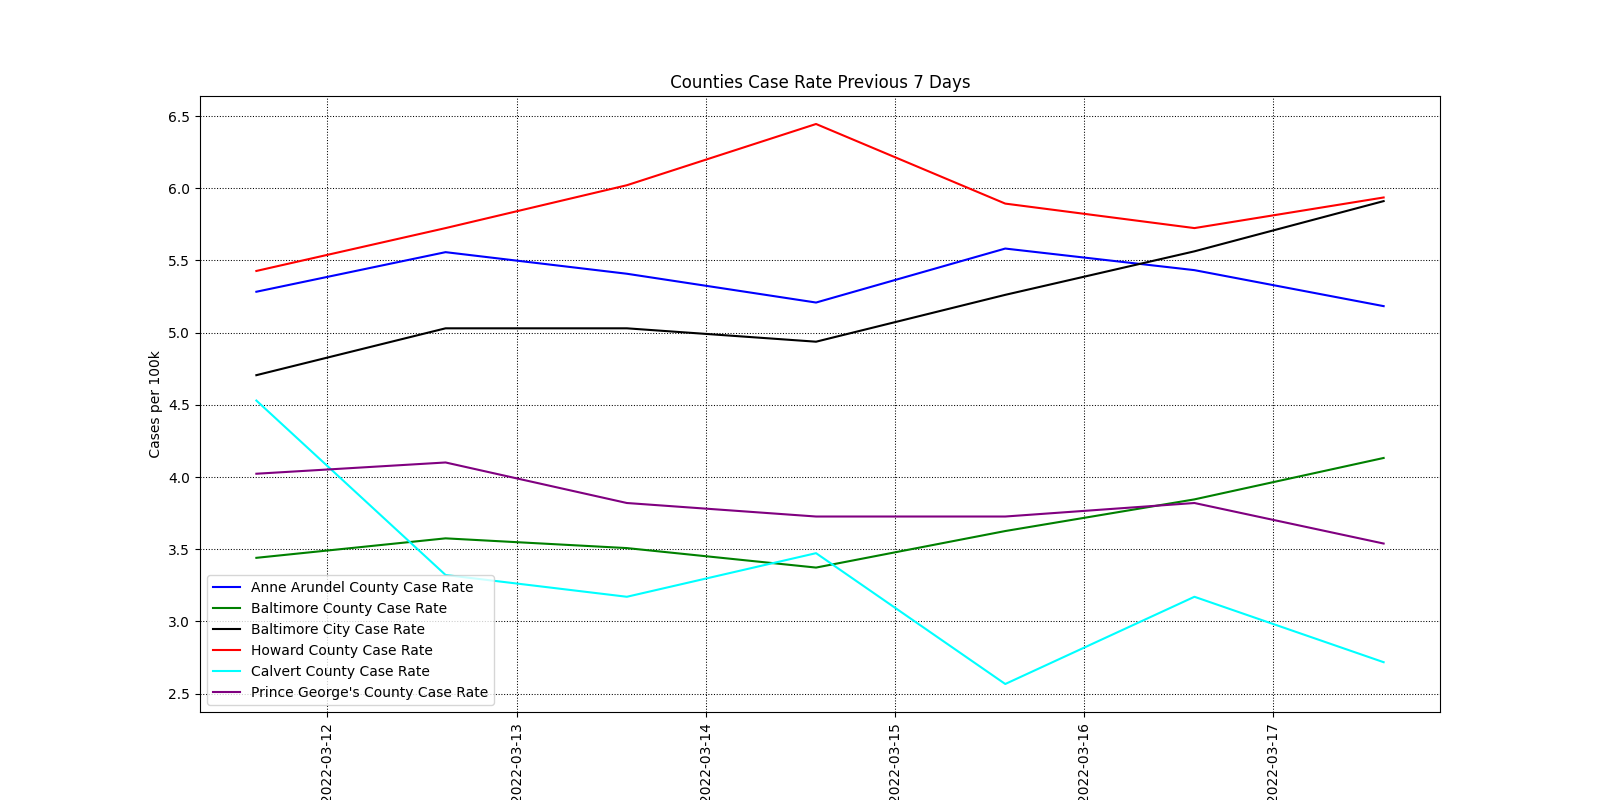 Counties Case Rate Previous 7 Days
Cases per 100k
6.5
6.0
5.5
5.0
4.5
4.0
3.5
3.0
2.5
Anne Arundel County Case Rate
Baltimore County Case Rate
Baltimore City Case Rate
Howard County Case Rate
Calvert County Case Rate
Prince George's County Case Rate
2022-03-12
2022-03-13
2022-03-14
2022-03-15
2022-03-16
2022-03-17